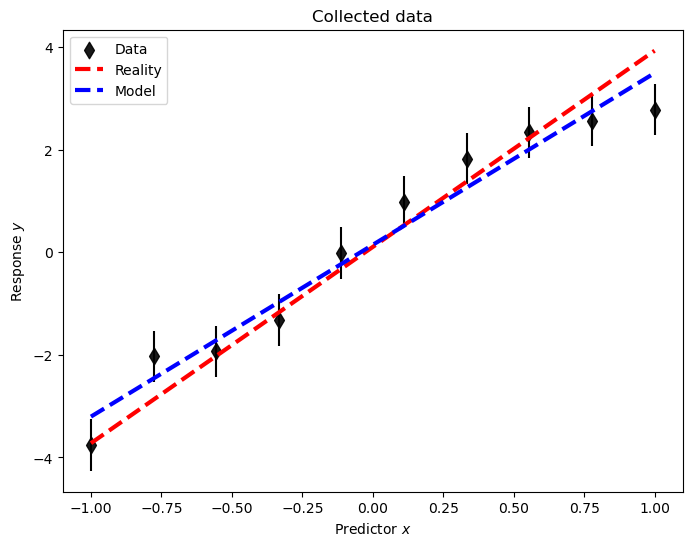 Collected data
Data
Reality
Model
4
2
0
−2
−4
Response y
−1.00 −0.75 −0.50 −0.25 0.00 0.25 0.50 0.75 1.00
Predictor x